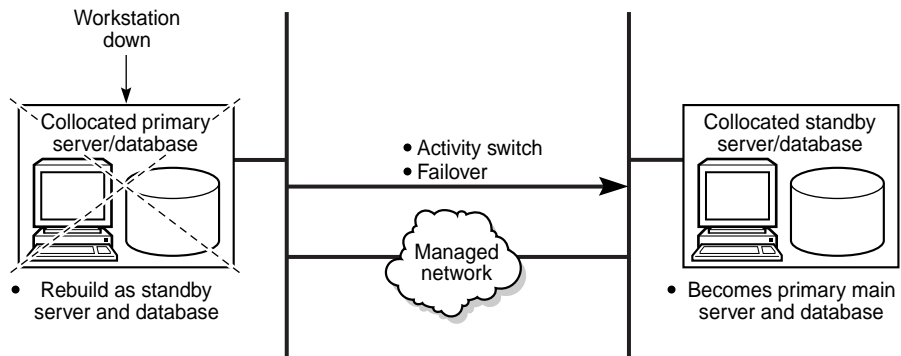 Workstation
down
Collocated primary
server/database
• Rebuild as standby
server and database
• Activity switch
• Failover
Managed
network
Collocated standby
server/database
• Becomes primary main
server and database